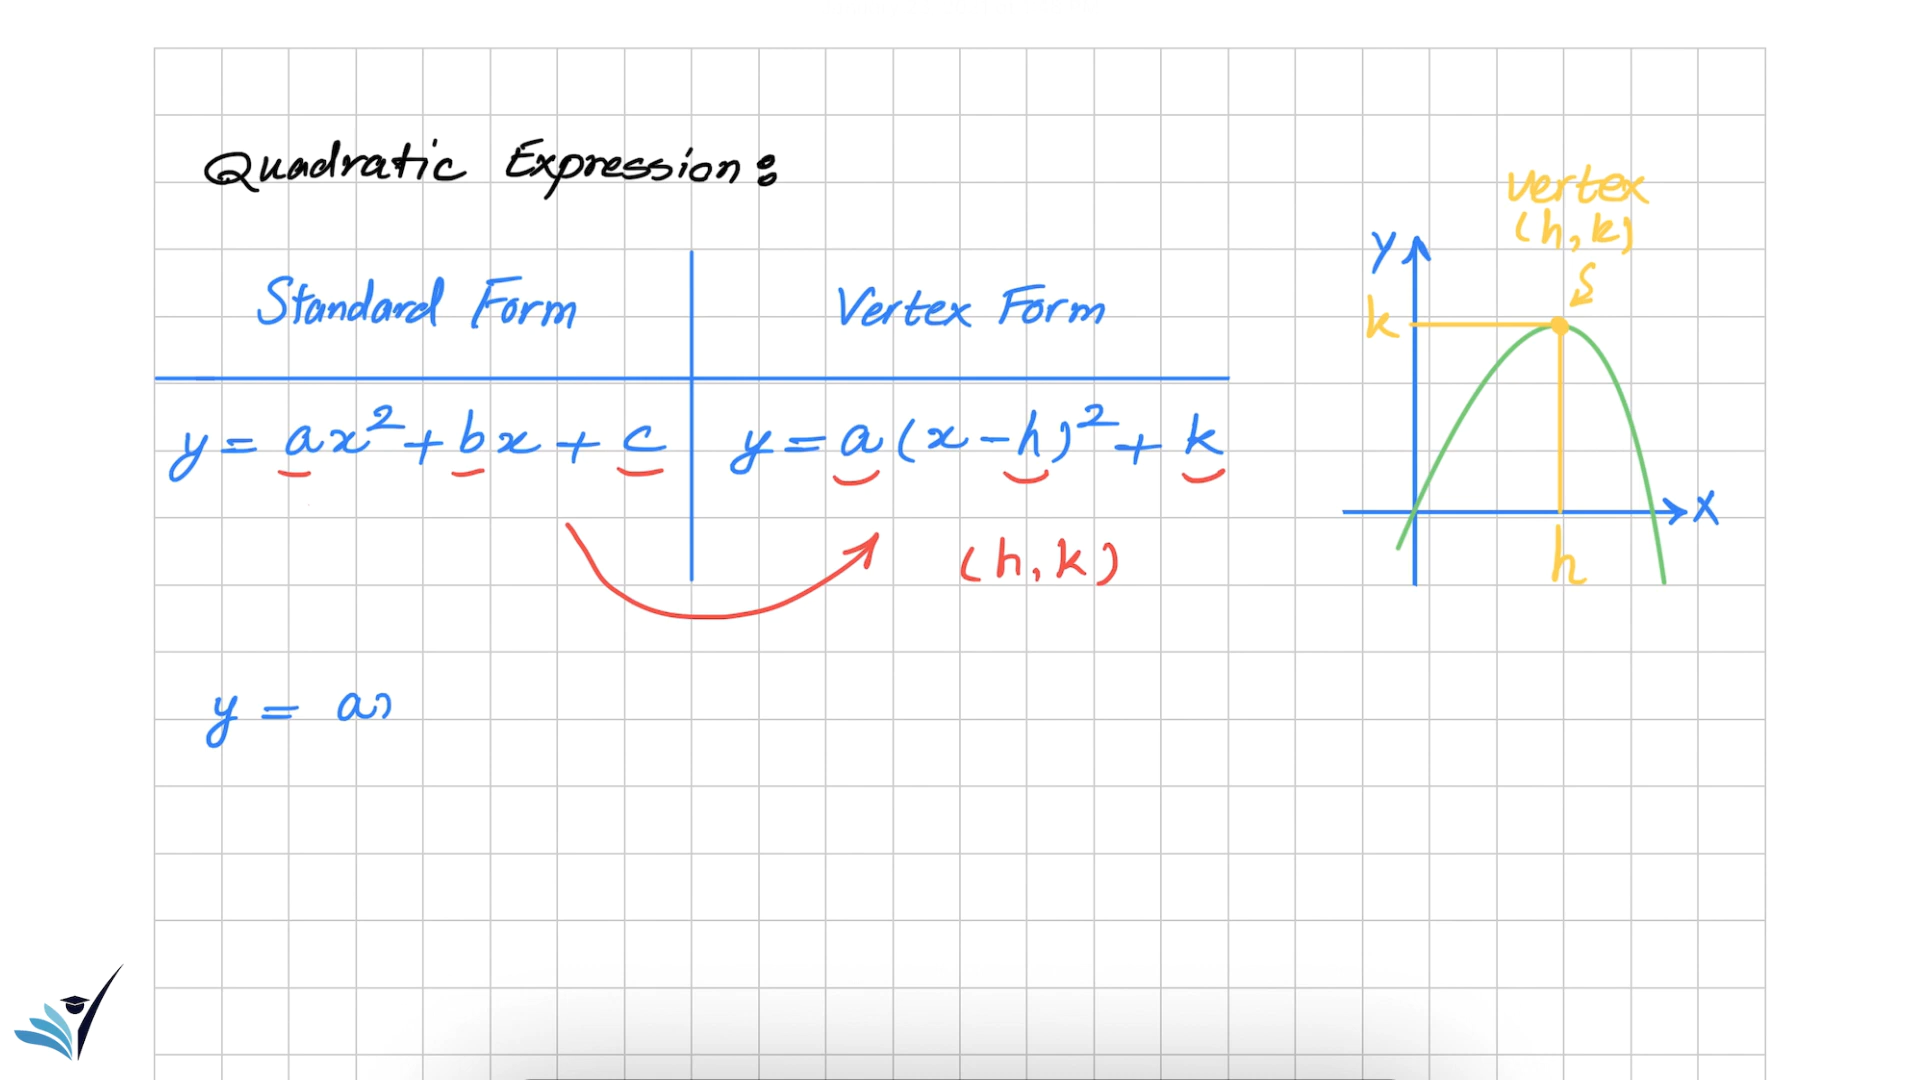 Quadratic Expression:
Standard Form
Vertex Form
y = ax² + bx + c
y = a(x-h)² + k
(h, k)
y = a
vertex
(h, k)
y
k
x
h